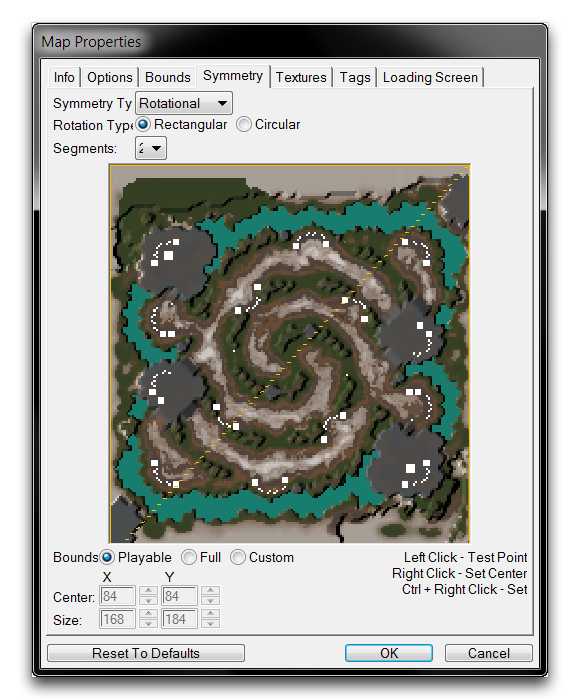 Map Properties
Info Options Bounds Symmetry Textures Tags Loading Screen
Symmetry Ty Rotational
Rotation Type Rectangular Circular
Segments: 2
Bounds Playable Full Custom
Left Click - Test Point
Right Click - Set Center
Ctrl + Right Click - Set
X Y
Center: 84 84
Size: 168 184
Reset To Defaults OK Cancel